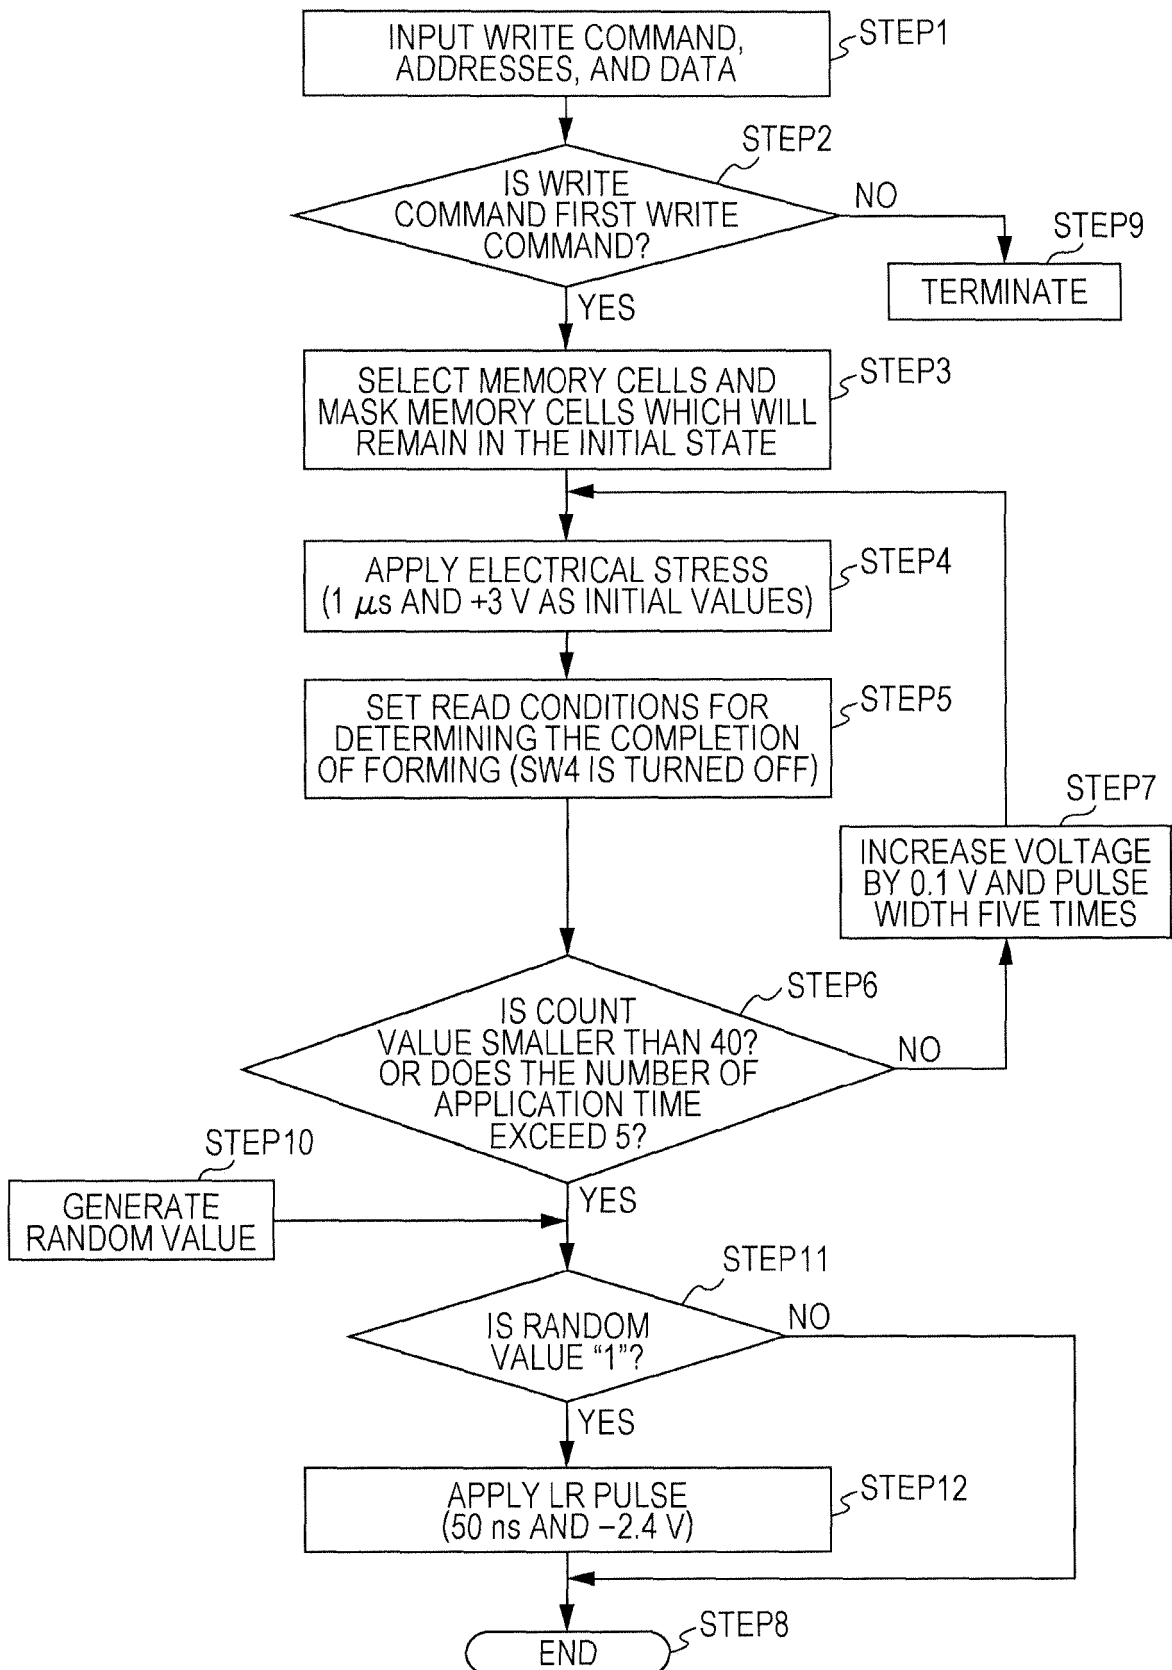 INPUT WRITE COMMAND,
ADDRESSES, AND DATA
STEP1
STEP2
IS WRITE
COMMAND FIRST WRITE
COMMAND?
NO
STEP9
TERMINATE
YES
STEP3
SELECT MEMORY CELLS AND
MASK MEMORY CELLS WHICH WILL
REMAIN IN THE INITIAL STATE
STEP4
APPLY ELECTRICAL STRESS
(1 μs AND +3 V AS INITIAL VALUES)
STEP5
SET READ CONDITIONS FOR
DETERMINING THE COMPLETION
OF FORMING (SW4 IS TURNED OFF)
STEP7
INCREASE VOLTAGE
BY 0.1 V AND PULSE
WIDTH FIVE TIMES
STEP6
IS COUNT
VALUE SMALLER THAN 40?
OR DOES THE NUMBER OF
APPLICATION TIME
EXCEED 5?
NO
YES
STEP10
GENERATE
RANDOM VALUE
STEP11
IS RANDOM
VALUE “1”?
NO
YES
STEP12
APPLY LR PULSE
(50 ns AND −2.4 V)
STEP8
END